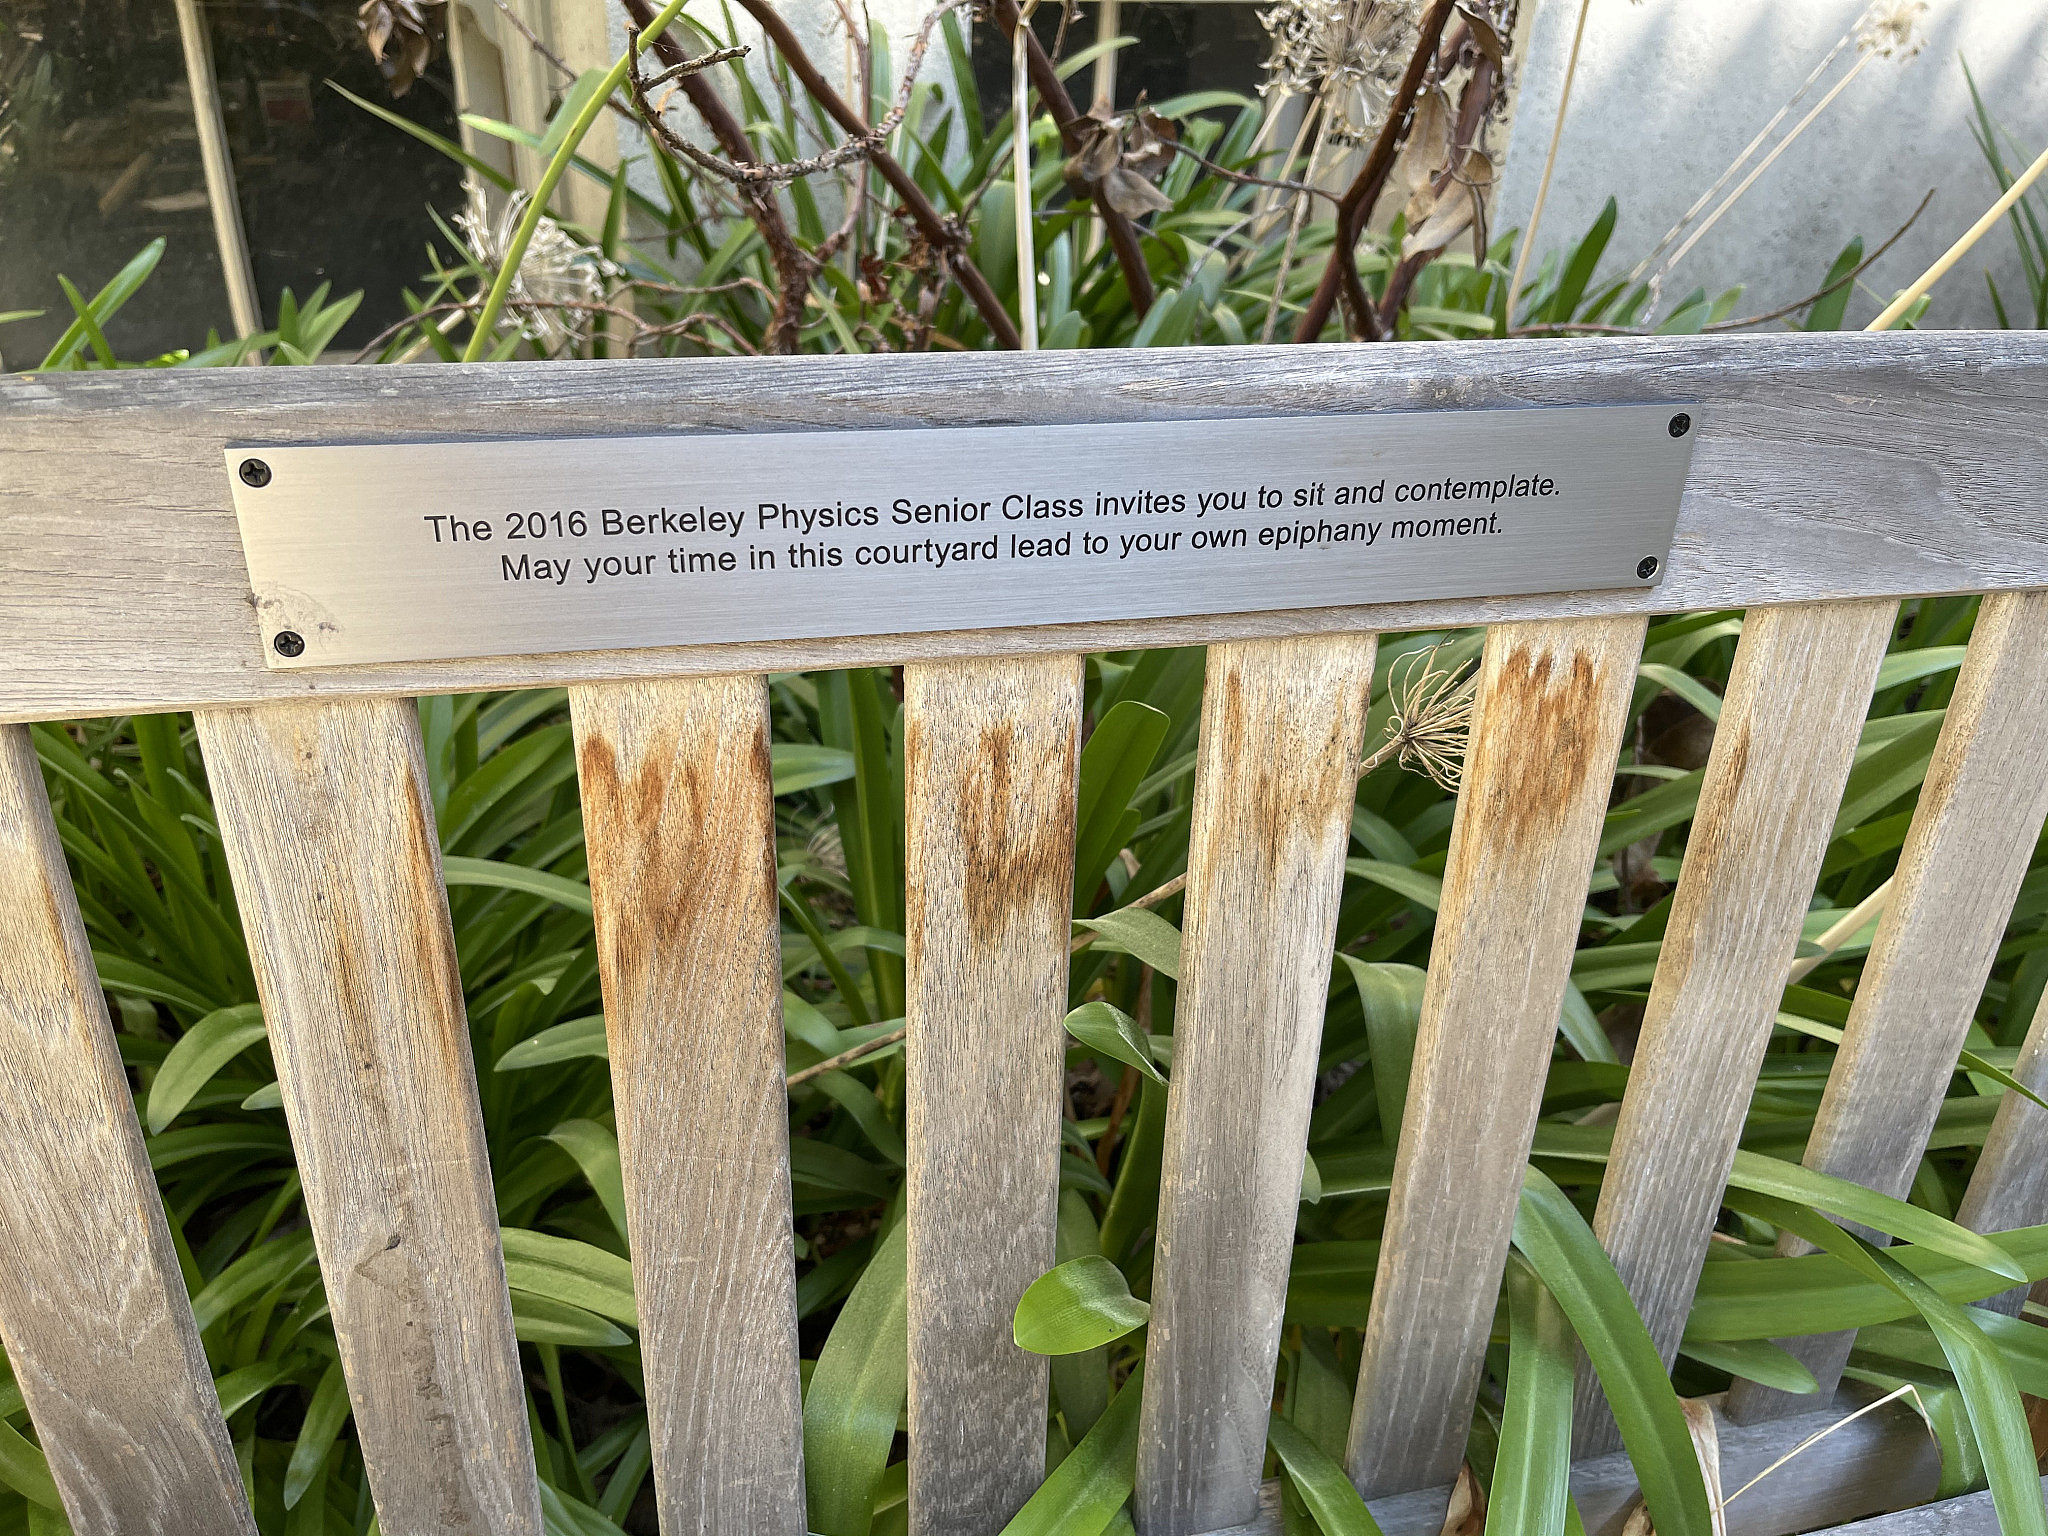 The 2016 Berkeley Physics Senior Class invites you to sit and contemplate.
May your time in this courtyard lead to your own epiphany moment.